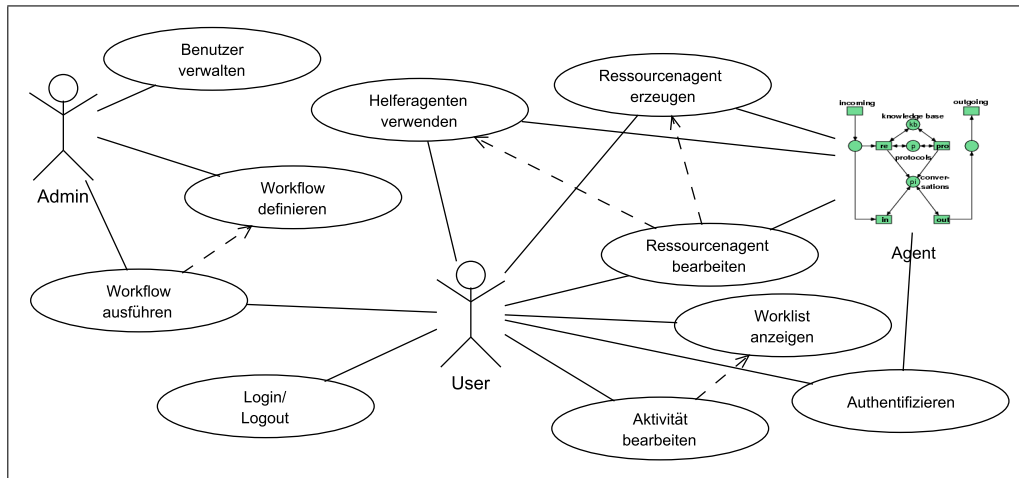 Benutzer
verwalten
Ressourcenagent
erzeugen
Helferagenten
verwenden
incoming
outgoing
knowledge base
kb
re
p
pro
protocols
pi
conver-
sations
in
out
Admin
Workflow
definieren
Agent
Ressourcenagent
bearbeiten
Workflow
ausführen
Worklist
anzeigen
User
Login/
Logout
Authentifizieren
Aktivität
bearbeiten